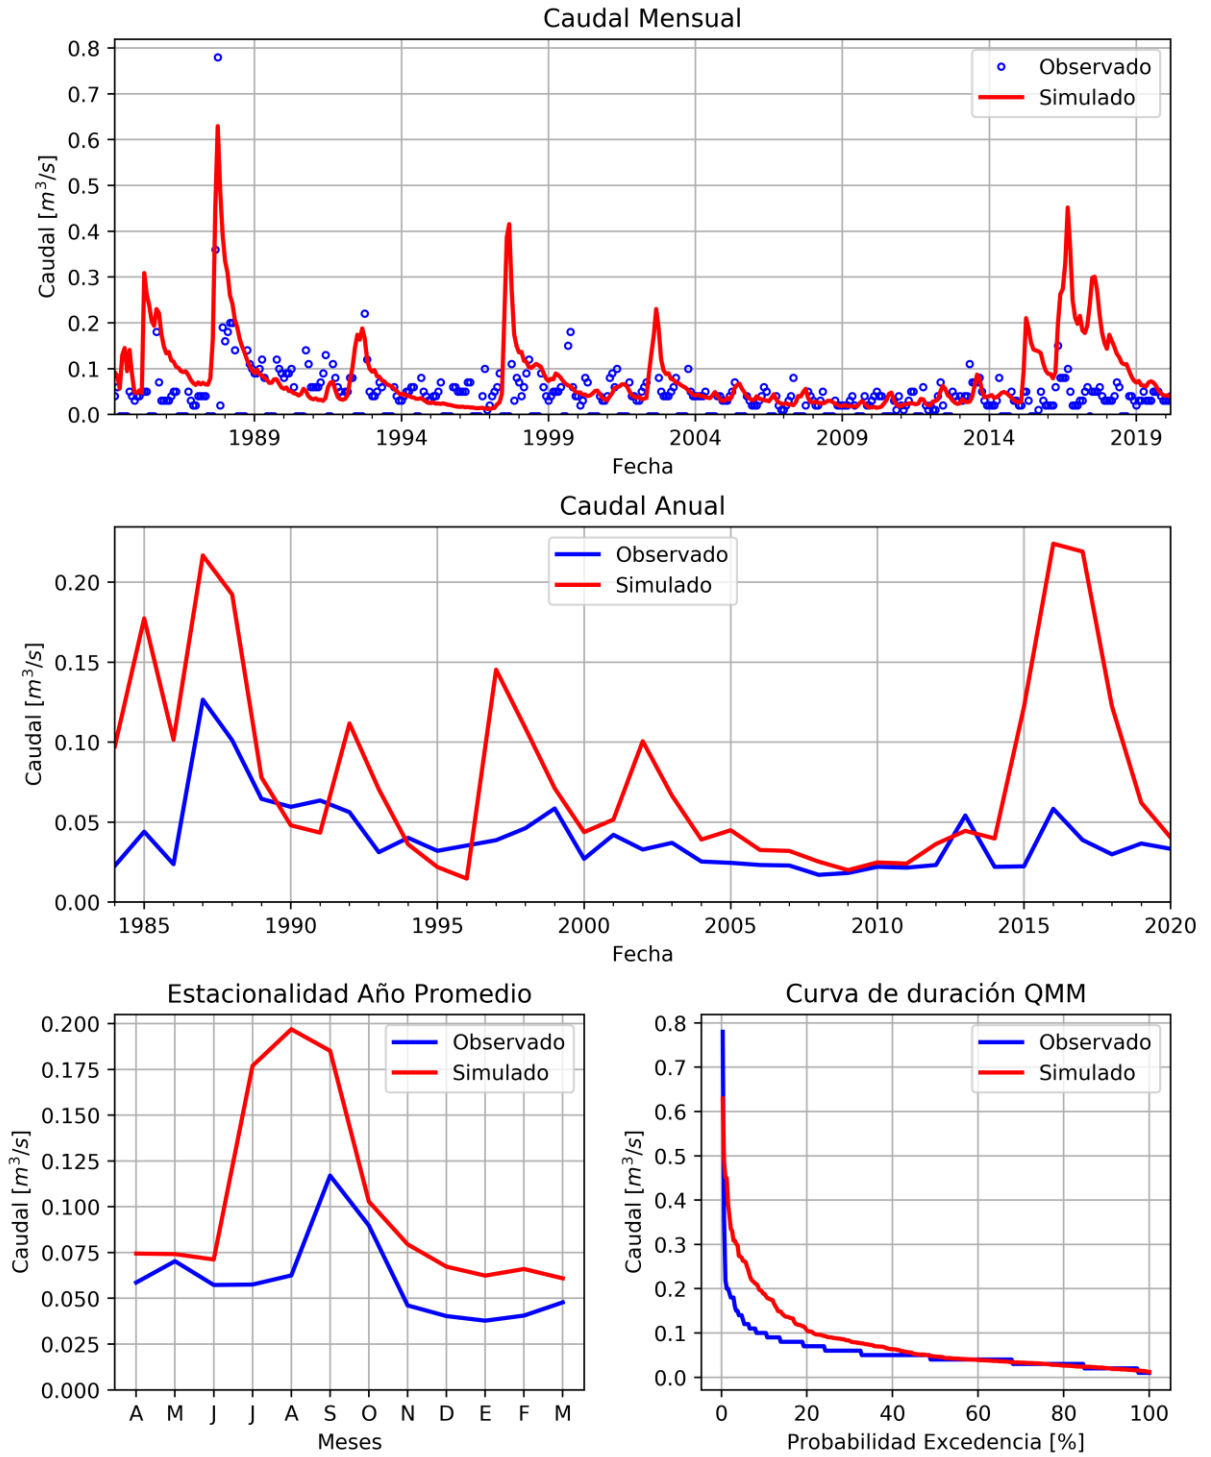 Caudal Mensual
0.8
0.7
0.6
0.5
0.4
0.3
0.2
0.1
0.0
Caudal [m³/s]
Observado
Simulado
1989 1994 1999 2004 2009 2014 2019
Fecha
Caudal Anual
0.20
0.15
0.10
0.05
0.00
Caudal [m³/s]
Observado
Simulado
1985 1990 1995 2000 2005 2010 2015 2020
Fecha
Estacionalidad Año Promedio
0.200
0.175
0.150
0.125
0.100
0.075
0.050
0.025
0.000
Caudal [m³/s]
Observado
Simulado
A M J J A S O N D E F M
Meses
Curva de duración QMM
0.8
0.7
0.6
0.5
0.4
0.3
0.2
0.1
0.0
Caudal [m³/s]
Observado
Simulado
0 20 40 60 80 100
Probabilidad Excedencia [%]